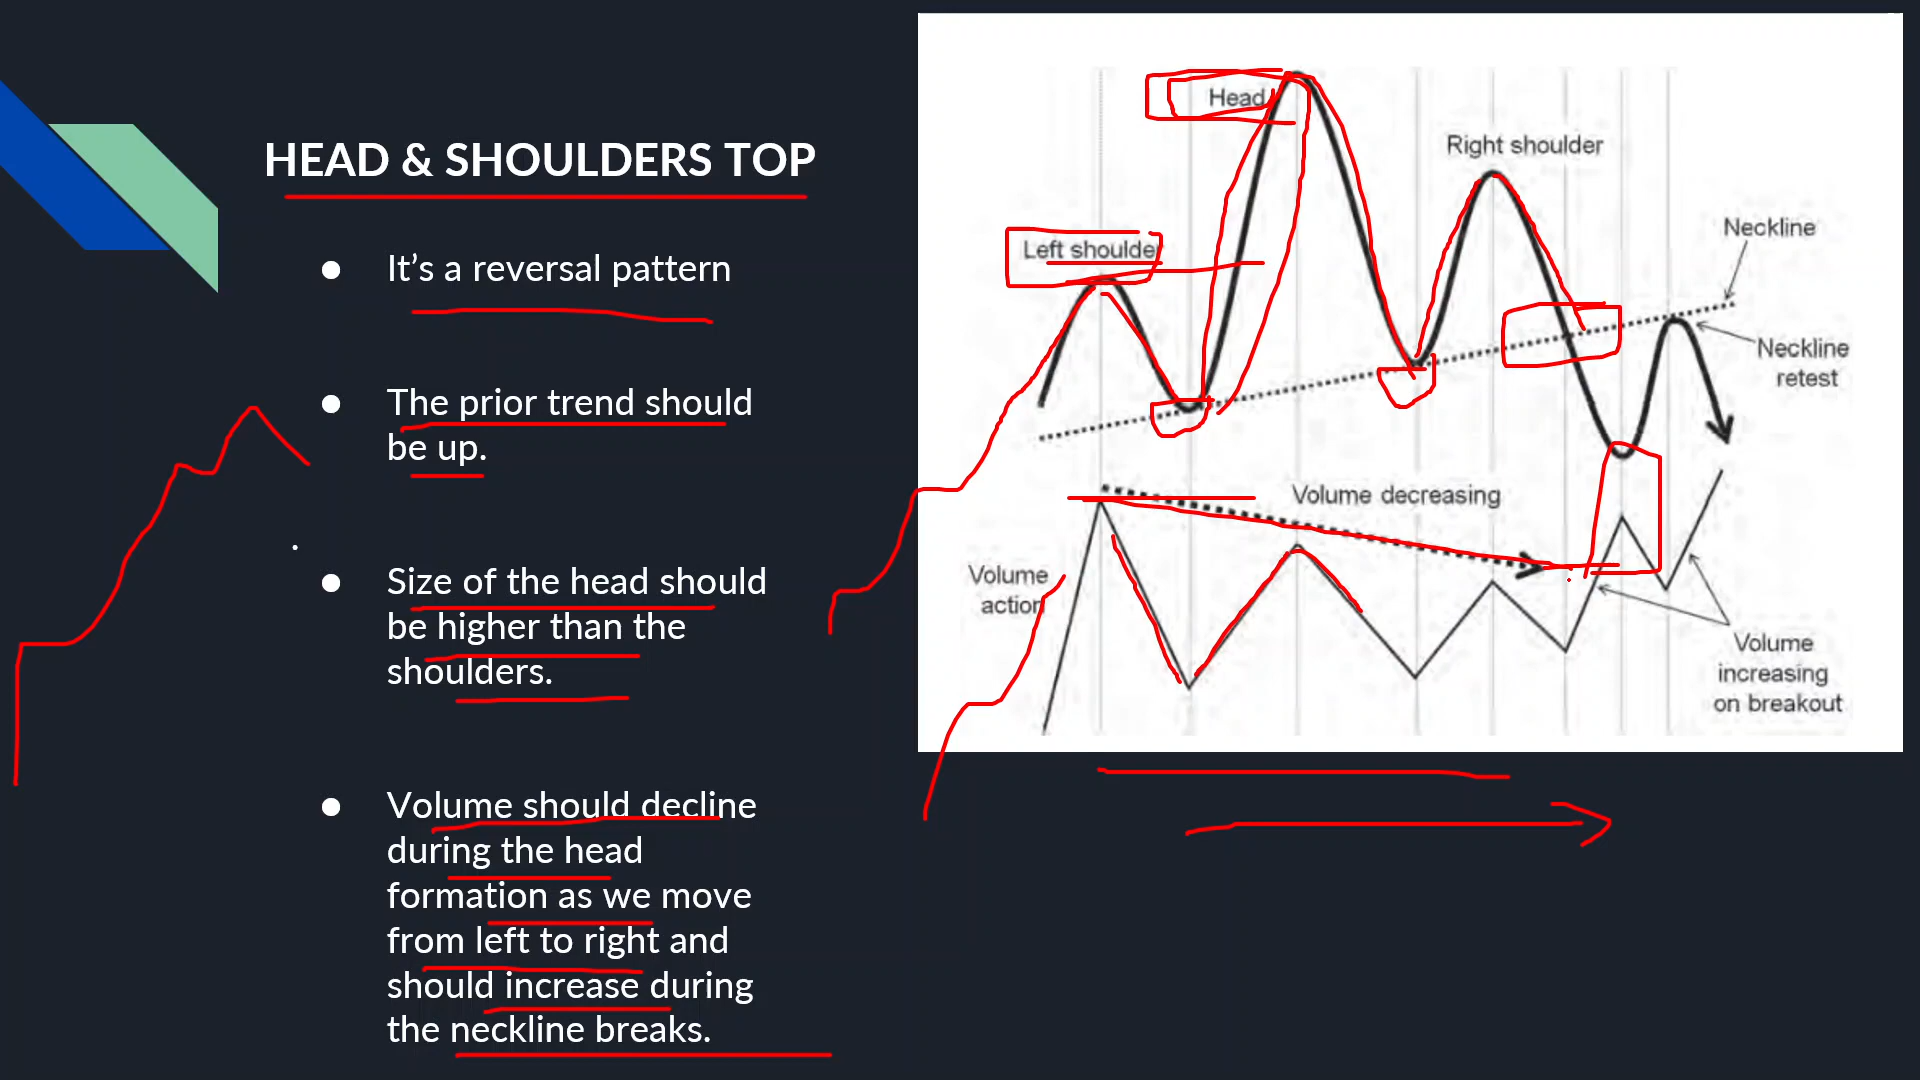 HEAD & SHOULDERS TOP
● It’s a reversal pattern
● The prior trend should
be up.
● Size of the head should
be higher than the
shoulders.
● Volume should decline
during the head
formation as we move
from left to right and
should increase during
the neckline breaks.
Head
Right shoulder
Left shoulder
Neckline
Neckline
retest
Volume decreasing
Volume
action
Volume
increasing
on breakout